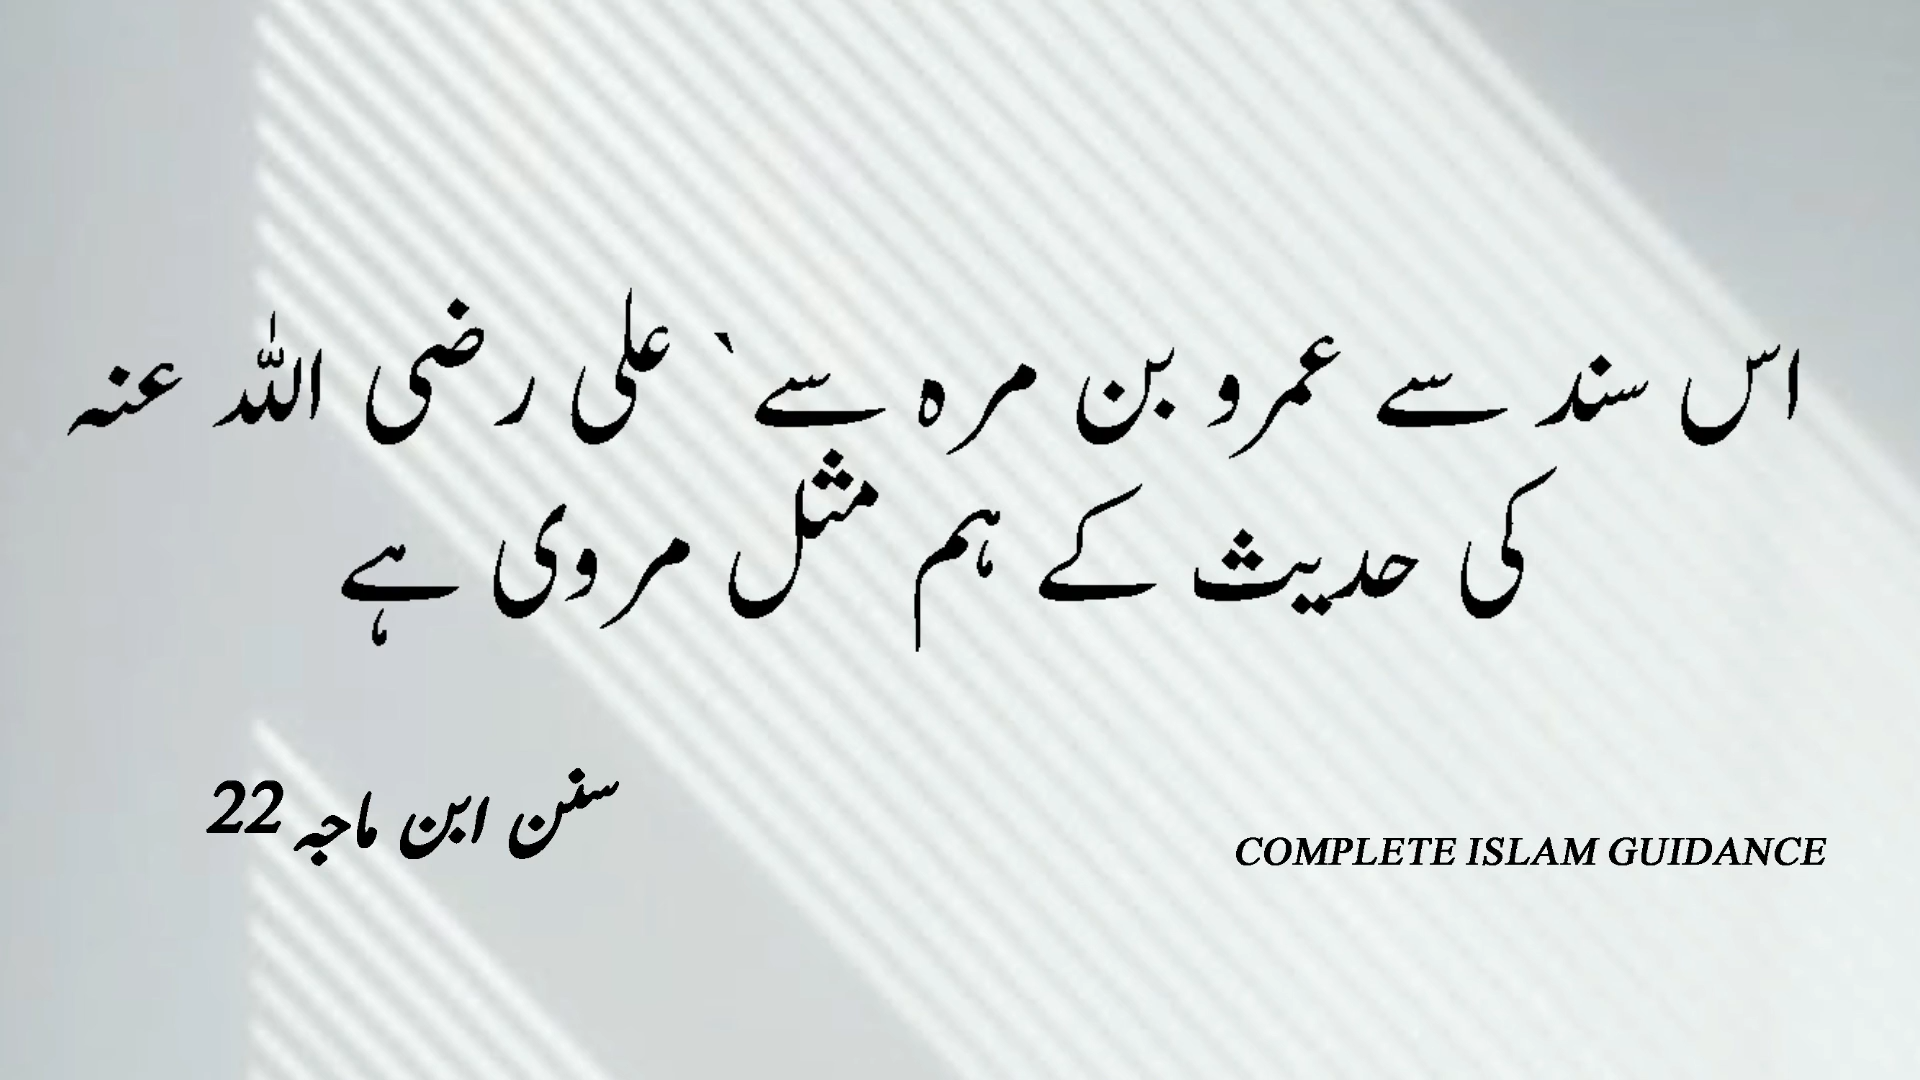 اس سند سے عمرو بن مرہ سے ` علی رضی اللہ عنہ
کی حدیث کے ہم مثل مروی ہے
سنن ابن ماجہ 22
COMPLETE ISLAM GUIDANCE